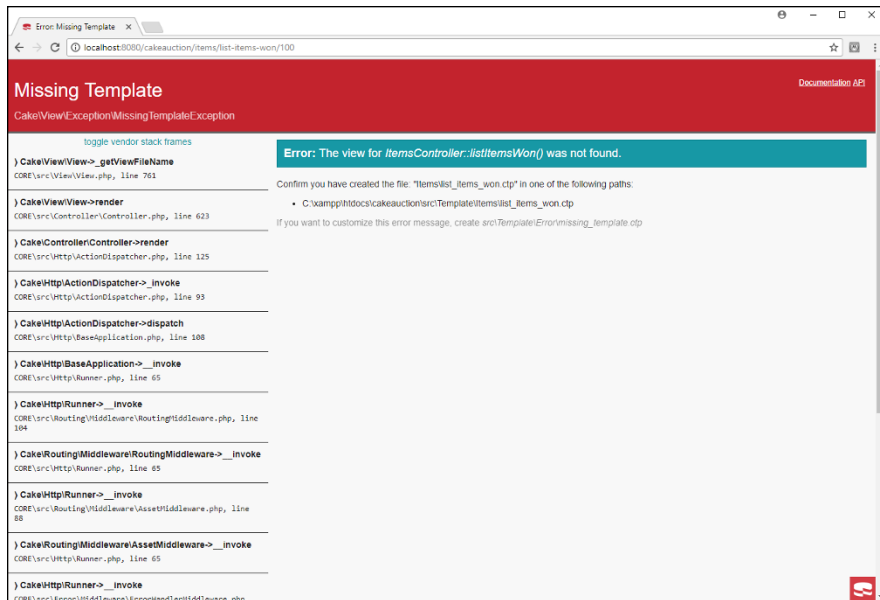 Error: Missing Template
localhost:8080/cakeauction/items/list-items-won/100
Missing Template
Documentation API
Cake\View\Exception\MissingTemplateException
toggle vendor stack frames
⟩ Cake\View\View->_getViewFileName
CORE\src\View\View.php, line 761
⟩ Cake\View\View->render
CORE\src\Controller\Controller.php, line 623
⟩ Cake\Controller\Controller->render
CORE\src\Http\ActionDispatcher.php, line 125
⟩ Cake\Http\ActionDispatcher->_invoke
CORE\src\Http\ActionDispatcher.php, line 93
⟩ Cake\Http\ActionDispatcher->dispatch
CORE\src\Http\BaseApplication.php, line 108
⟩ Cake\Http\BaseApplication->__invoke
CORE\src\Http\Runner.php, line 65
⟩ Cake\Http\Runner->__invoke
CORE\src\Routing\Middleware\RoutingMiddleware.php, line
104
⟩ Cake\Routing\Middleware\RoutingMiddleware->__invoke
CORE\src\Http\Runner.php, line 65
⟩ Cake\Http\Runner->__invoke
CORE\src\Routing\Middleware\AssetMiddleware.php, line
88
⟩ Cake\Routing\Middleware\AssetMiddleware->__invoke
CORE\src\Http\Runner.php, line 65
⟩ Cake\Http\Runner->__invoke
CORE\src\Error\Middleware\ErrorHandlerMiddleware.php,
Error: The view for ItemsController::listItemsWon() was not found.
Confirm you have created the file: "Items\list_items_won.ctp" in one of the following paths:
• C:\xampp\htdocs\cakeauction\src\Template\Items\list_items_won.ctp
If you want to customize this error message, create src\Template\Error\missing_template.ctp